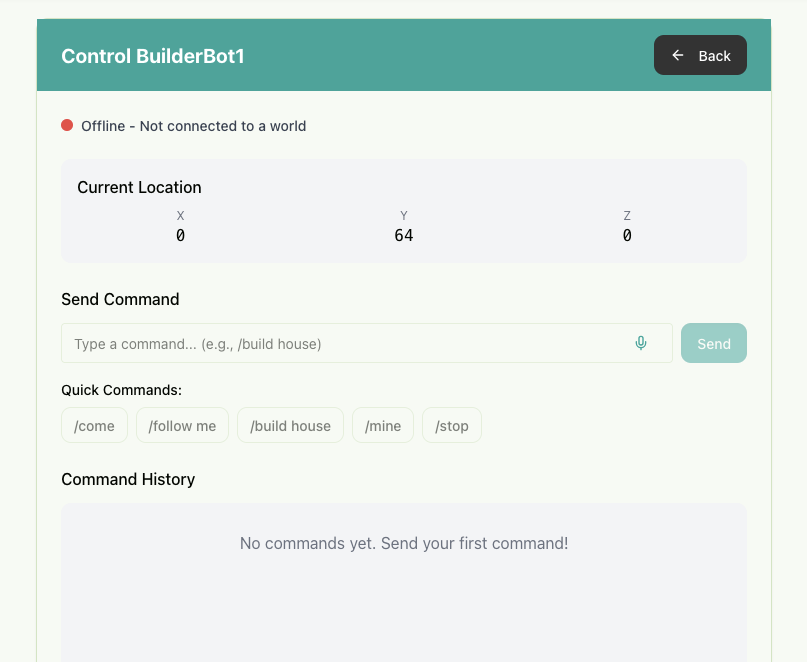 Control BuilderBot1
Back
Offline - Not connected to a world
Current Location
X Y Z
0 64 0
Send Command
Type a command... (e.g., /build house)
Send
Quick Commands:
/come /follow me /build house /mine /stop
Command History
No commands yet. Send your first command!